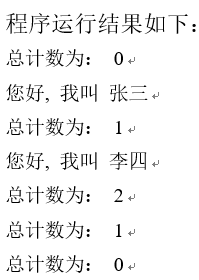 程序运行结果如下：
总计数为： 0
您好, 我叫 张三
总计数为： 1
您好, 我叫 李四
总计数为： 2
总计数为： 1
总计数为： 0